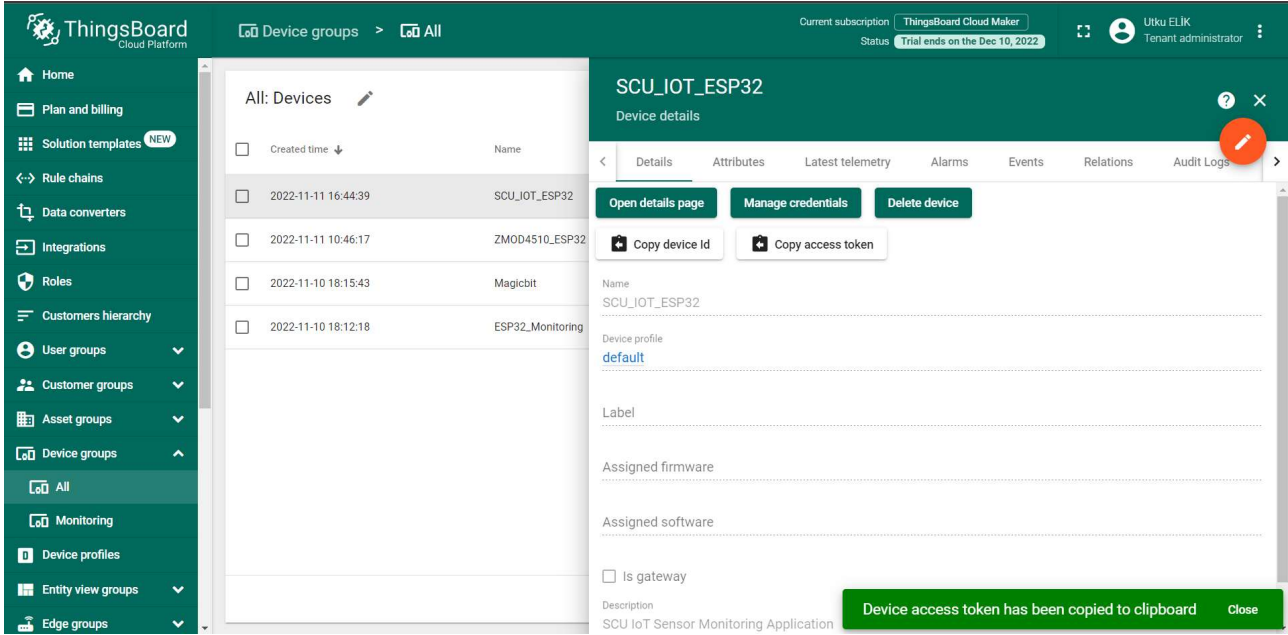 ThingsBoard
Cloud Platform
Device groups > All
Current subscription ThingsBoard Cloud Maker
Status Trial ends on the Dec 10, 2022
Utku ELİK
Tenant administrator
Home
Plan and billing
Solution templates NEW
Rule chains
Data converters
Integrations
Roles
Customers hierarchy
User groups
Customer groups
Asset groups
Device groups
All
Monitoring
Device profiles
Entity view groups
Edge groups
All: Devices
Created time Name
2022-11-11 16:44:39 SCU_IOT_ESP32
2022-11-11 10:46:17 ZMOD4510_ESP32
2022-11-10 18:15:43 Magicbit
2022-11-10 18:12:18 ESP32_Monitoring
SCU_IOT_ESP32
Device details
Details Attributes Latest telemetry Alarms Events Relations Audit Logs
Open details page Manage credentials Delete device
Copy device Id Copy access token
Name
SCU_IOT_ESP32
Device profile
default
Label
Assigned firmware
Assigned software
Is gateway
Description
SCU IoT Sensor Monitoring Application
Device access token has been copied to clipboard Close